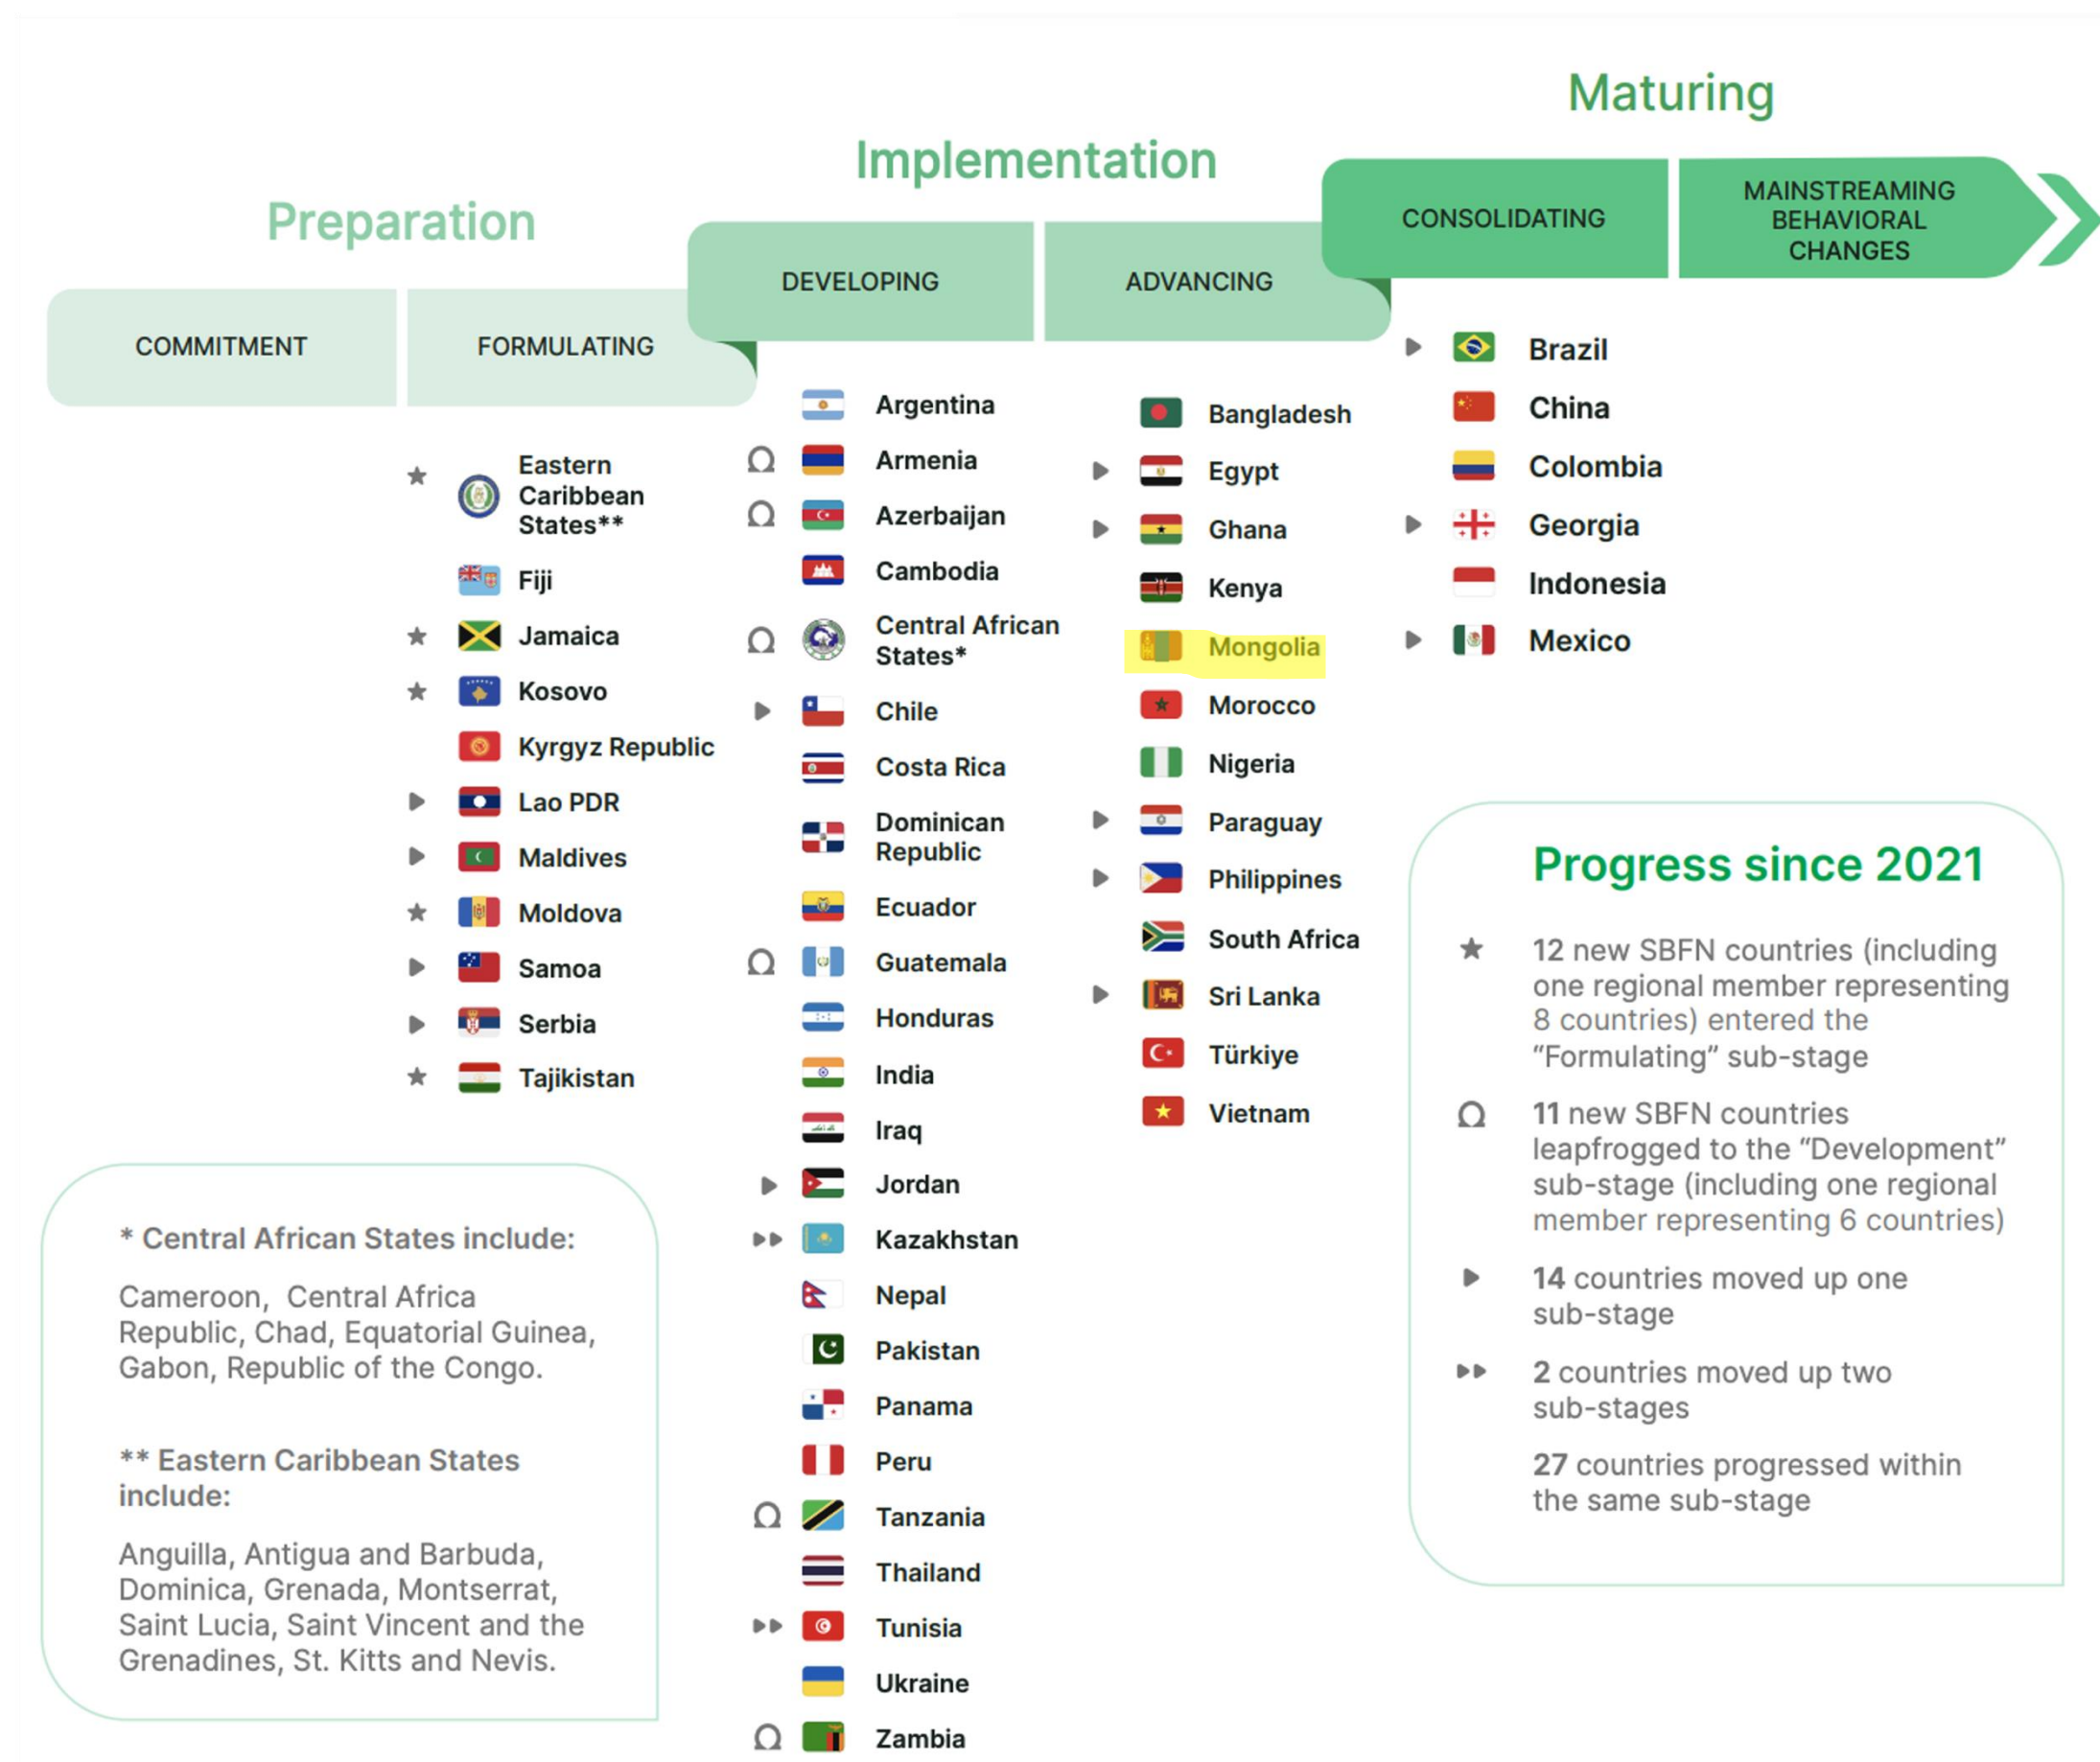 Maturing
Implementation
Preparation
COMMITMENT
FORMULATING
DEVELOPING
ADVANCING
CONSOLIDATING
MAINSTREAMING
BEHAVIORAL
CHANGES
Eastern
Caribbean
States**
Fiji
Jamaica
Kosovo
Kyrgyz Republic
Lao PDR
Maldives
Moldova
Samoa
Serbia
Tajikistan
Argentina
Armenia
Azerbaijan
Cambodia
Central African
States*
Chile
Costa Rica
Dominican
Republic
Ecuador
Guatemala
Honduras
India
Iraq
Jordan
Kazakhstan
Nepal
Pakistan
Panama
Peru
Tanzania
Thailand
Tunisia
Ukraine
Zambia
Bangladesh
Egypt
Ghana
Kenya
Mongolia
Morocco
Nigeria
Paraguay
Philippines
South Africa
Sri Lanka
Türkiye
Vietnam
Brazil
China
Colombia
Georgia
Indonesia
Mexico
Progress since 2021
12 new SBFN countries (including
one regional member representing
8 countries) entered the
“Formulating” sub-stage
11 new SBFN countries
leapfrogged to the “Development”
sub-stage (including one regional
member representing 6 countries)
14 countries moved up one
sub-stage
2 countries moved up two
sub-stages
27 countries progressed within
the same sub-stage
* Central African States include:
Cameroon, Central Africa
Republic, Chad, Equatorial Guinea,
Gabon, Republic of the Congo.
** Eastern Caribbean States
include:
Anguilla, Antigua and Barbuda,
Dominica, Grenada, Montserrat,
Saint Lucia, Saint Vincent and the
Grenadines, St. Kitts and Nevis.